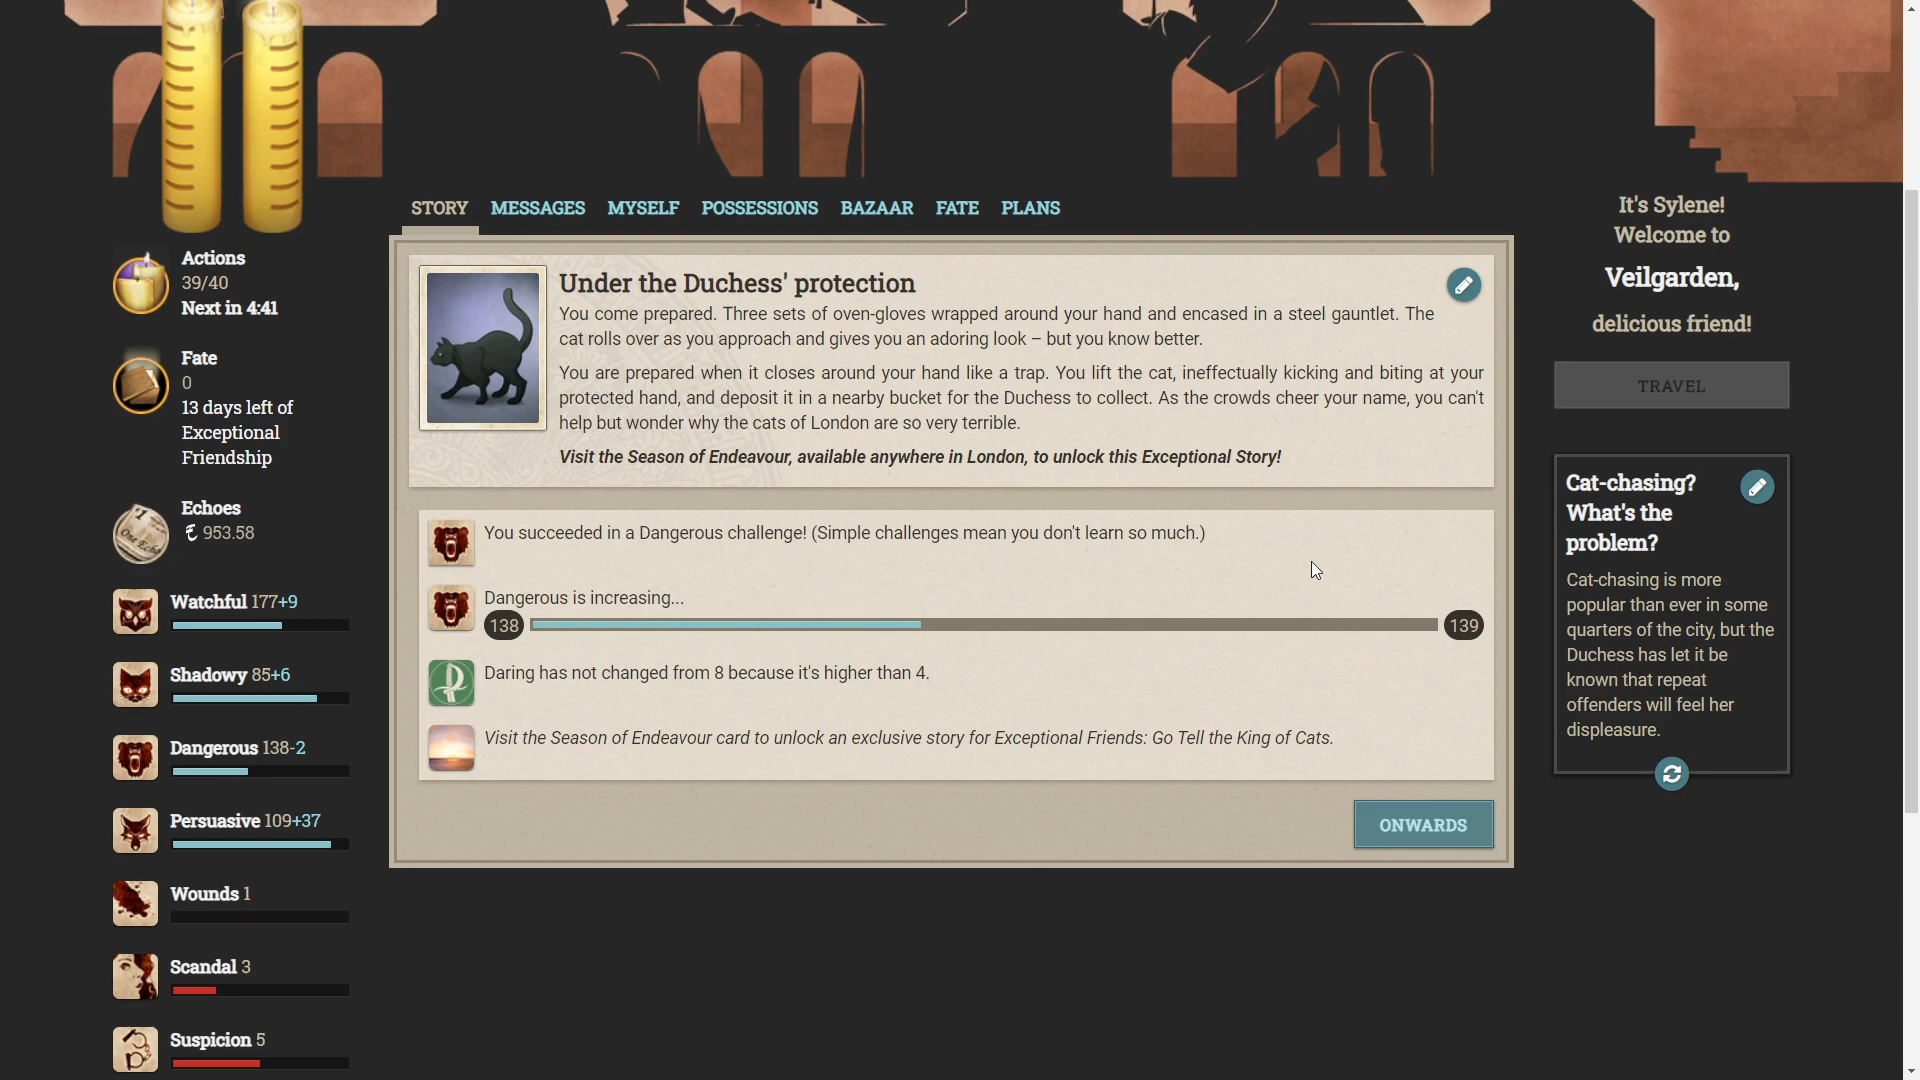 STORY MESSAGES MYSELF POSSESSIONS BAZAAR FATE PLANS
Actions
39/40
Next in 4:41
Fate
0
13 days left of
Exceptional
Friendship
Echoes
953.58
Watchful 177+9
Shadowy 85+6
Dangerous 138-2
Persuasive 109+37
Wounds 1
Scandal 3
Suspicion 5
Under the Duchess' protection
You come prepared. Three sets of oven-gloves wrapped around your hand and encased in a steel gauntlet. The
cat rolls over as you approach and gives you an adoring look – but you know better.
You are prepared when it closes around your hand like a trap. You lift the cat, ineffectually kicking and biting at your
protected hand, and deposit it in a nearby bucket for the Duchess to collect. As the crowds cheer your name, you can't
help but wonder why the cats of London are so very terrible.
Visit the Season of Endeavour, available anywhere in London, to unlock this Exceptional Story!
You succeeded in a Dangerous challenge! (Simple challenges mean you don't learn so much.)
Dangerous is increasing...
138 139
Daring has not changed from 8 because it's higher than 4.
Visit the Season of Endeavour card to unlock an exclusive story for Exceptional Friends: Go Tell the King of Cats.
ONWARDS
It's Sylene!
Welcome to
Veilgarden,
delicious friend!
TRAVEL
Cat-chasing?
What's the
problem?
Cat-chasing is more
popular than ever in some
quarters of the city, but the
Duchess has let it be
known that repeat
offenders will feel her
displeasure.